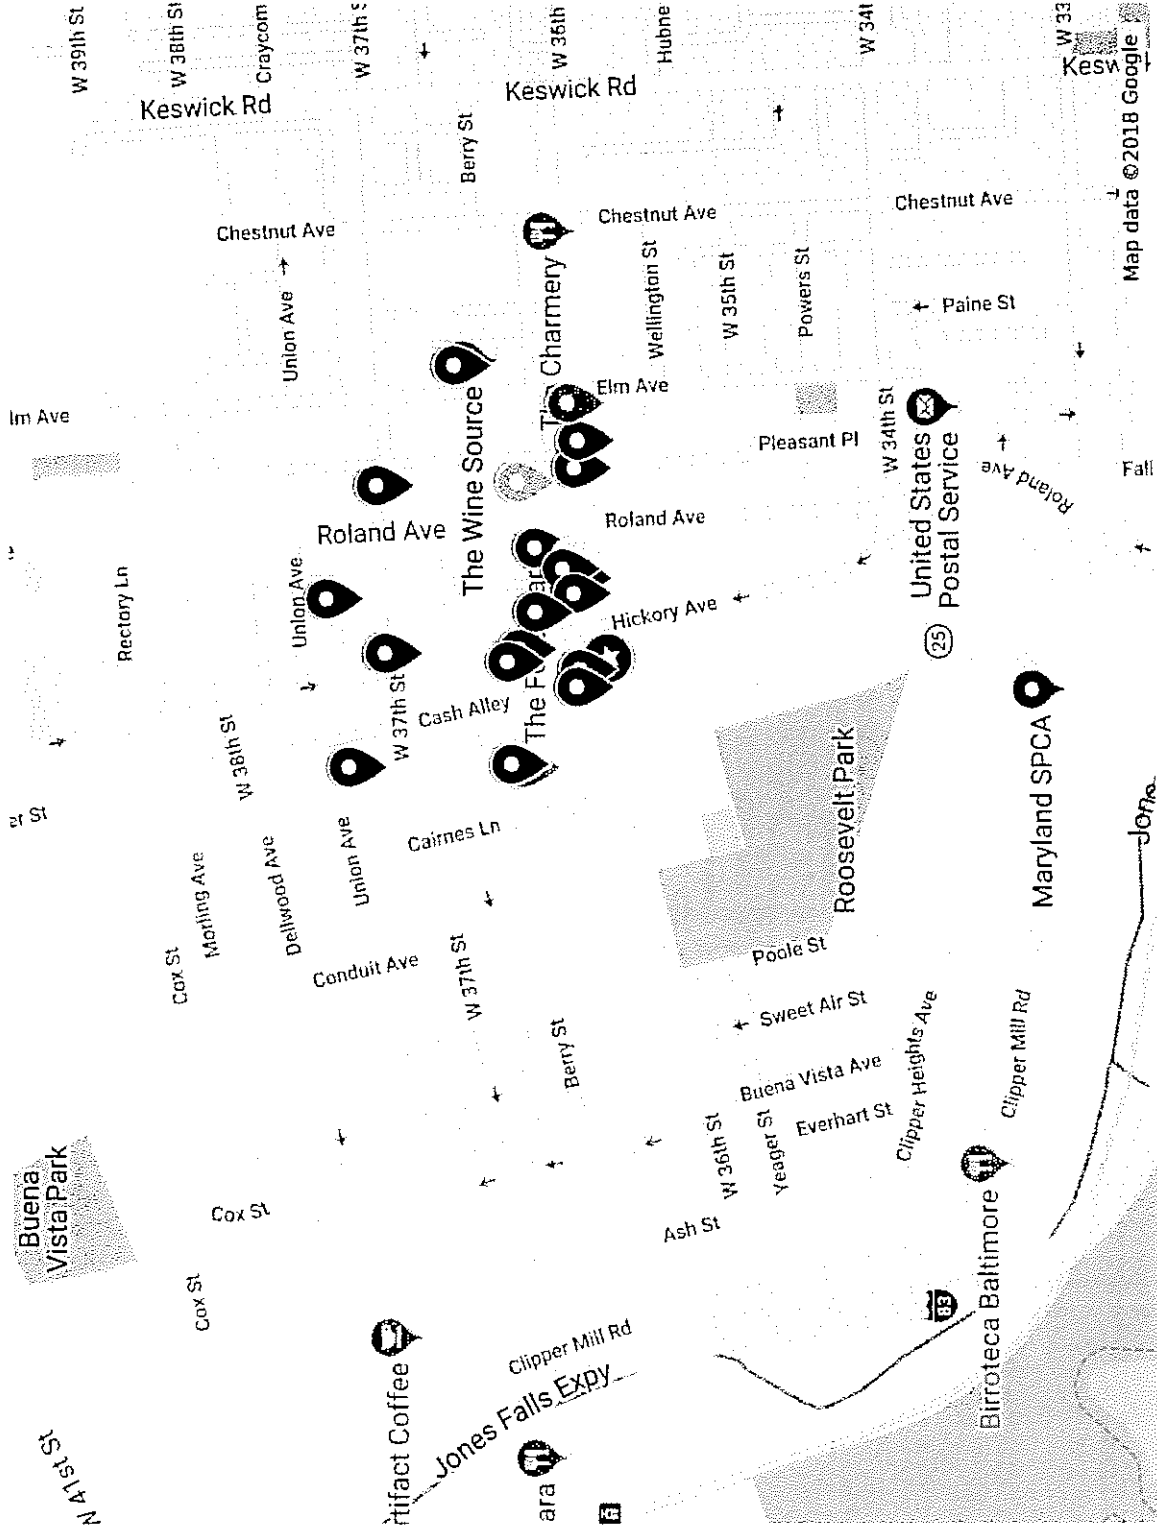 W 39th St
W 38th St
Craycom
W 37th S
W 36th
Hubne
W 34t
W 33
Keswick Rd
Keswick Rd
Kesw
Berry St
Chestnut Ave
Chestnut Ave
Chestnut Ave
Map data ©2018 Google
Union Ave
The Charmery
Wellington St
W 35th St
Powers St
Paine St
lm Ave
Elm Ave
The Wine Source
Pleasant Pl
W 34th St
United States
Postal Service
Roland Ave
Fall
Roland Ave
Roland Ave
Rectory Ln
Union Ave
Hickory Ave
25
W 37th St
Cash Alley
The F
ar
W 38th St
Roosevelt Park
Maryland SPCA
Jone
er St
Cairnes Ln
Union Ave
Dellwood Ave
Morling Ave
Cox St
Conduit Ave
W 37th St
Berry St
Poole St
Sweet Air St
Buena Vista Ave
Everhart St
Clipper Heights Ave
Clipper Mill Rd
W 36th St
Yeager St
Buena
Vista Park
Cox St
Ash St
Cox St
83
Birroteca Baltimore
Clipper Mill Rd
Jones Falls Expy
rtifact Coffee
ara
W 41st St